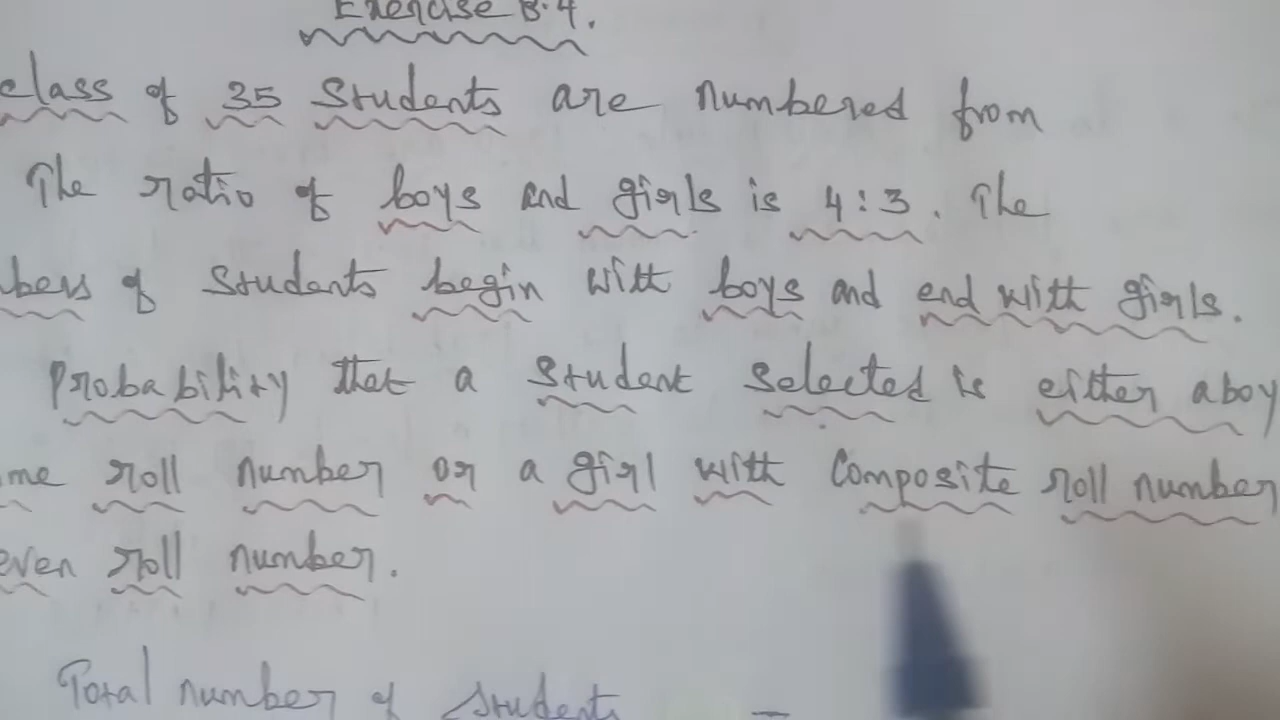 Exercise 8.4.
class of 35 students are numbered from
The ratio of boys and girls is 4:3. The
bers of students begin with boys and end with girls.
Probability that a student selected is either a boy
me roll number or a girl with composite roll number
even roll number.
Total number of students =